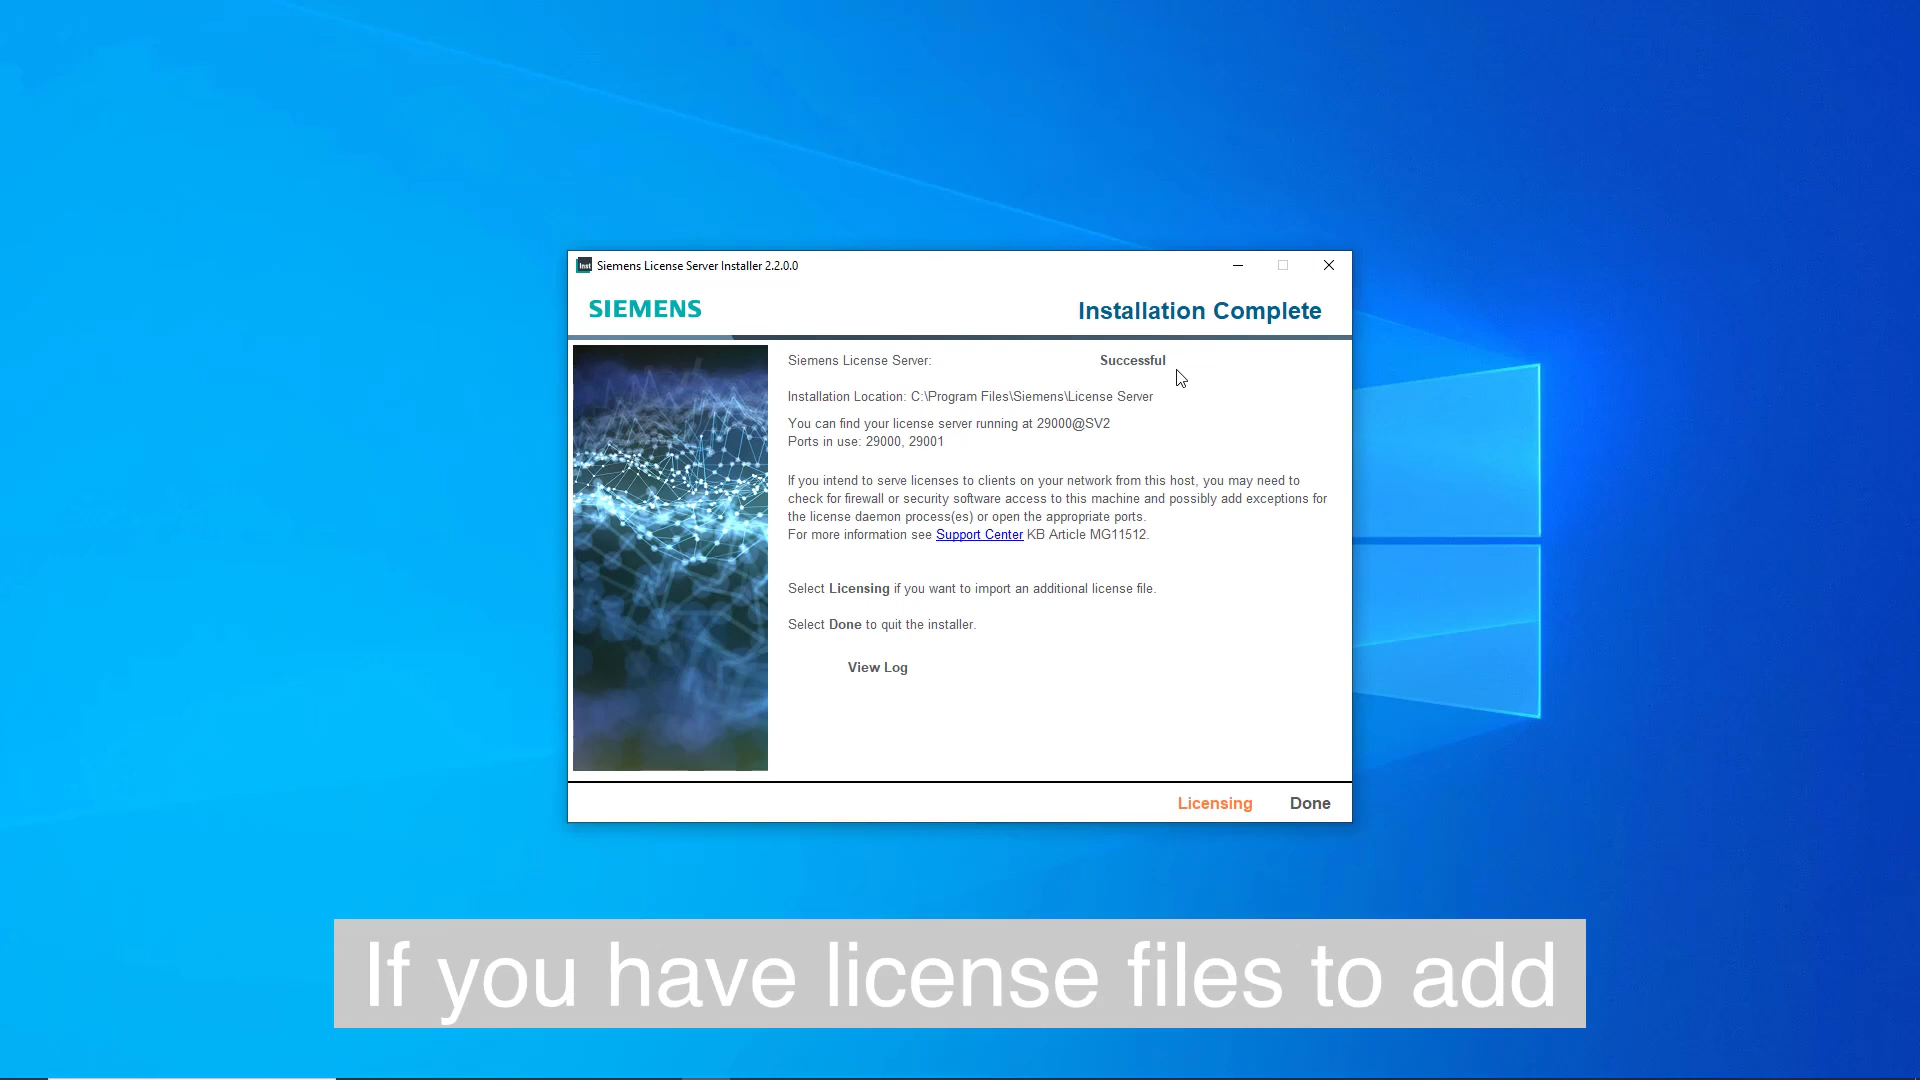 Inst Siemens License Server Installer 2.2.0.0
SIEMENS
Installation Complete
Siemens License Server: Successful
Installation Location: C:\Program Files\Siemens\License Server
You can find your license server running at 29000@SV2
Ports in use: 29000, 29001
If you intend to serve licenses to clients on your network from this host, you may need to
check for firewall or security software access to this machine and possibly add exceptions for
the license daemon process(es) or open the appropriate ports.
For more information see Support Center KB Article MG11512.
Select Licensing if you want to import an additional license file.
Select Done to quit the installer.
View Log
Licensing Done
If you have license files to add